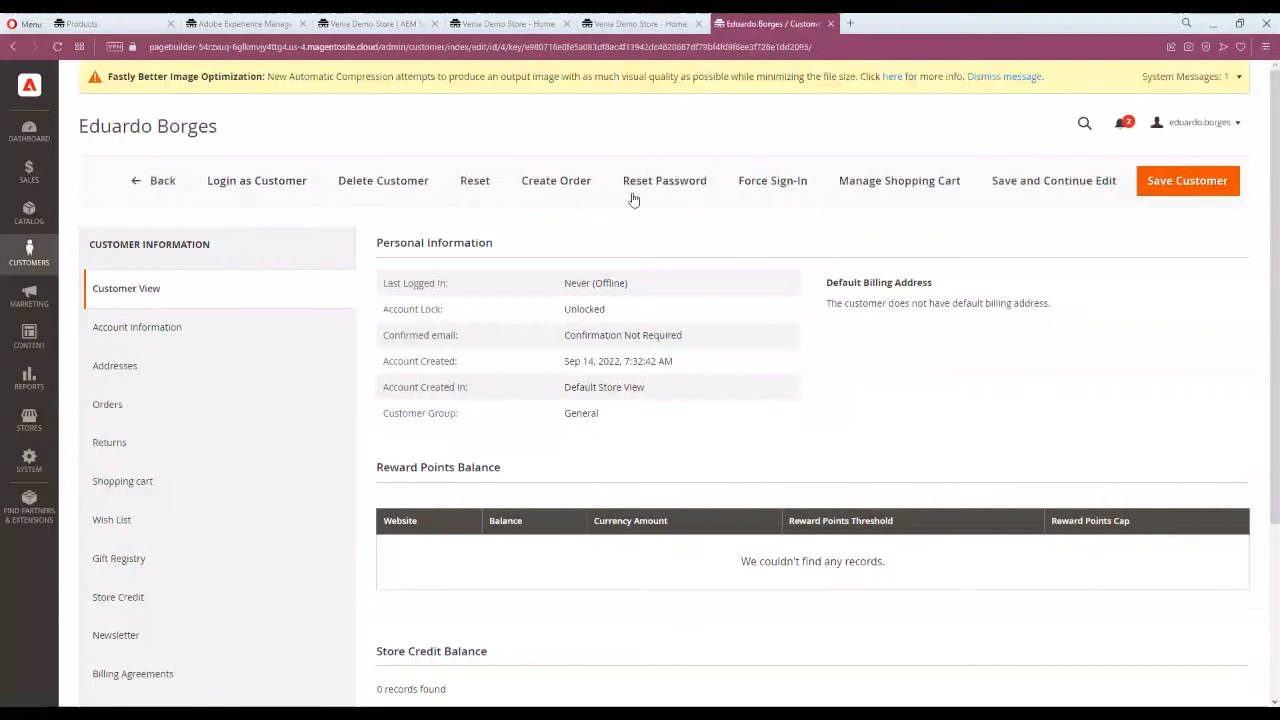 Menu
Products
Adobe Experience Manag
Venia Demo Store | AEM S
Venia Demo Store - Home
Venia Demo Store - Home
Eduardo Borges / Custom
VPN
Fastly Better Image Optimization: New Automatic Compression attempts to produce an output image with as much visual quality as possible while minimizing the file size. Click here for more info. Dismiss message.
System Messages: 1
Eduardo Borges
2
eduardo.borges
Back
Login as Customer
Delete Customer
Reset
Create Order
Reset Password
Force Sign-In
Manage Shopping Cart
Save and Continue Edit
Save Customer
DASHBOARD
SALES
CATALOG
CUSTOMERS
MARKETING
CONTENT
REPORTS
STORES
SYSTEM
FIND PARTNERS
& EXTENSIONS
CUSTOMER INFORMATION
Customer View
Account Information
Addresses
Orders
Returns
Shopping cart
Wish List
Gift Registry
Store Credit
Newsletter
Billing Agreements
Personal Information
Last Logged In: Never (Offline)
Account Lock: Unlocked
Confirmed email: Confirmation Not Required
Account Created: Sep 14, 2022, 7:32:42 AM
Account Created in: Default Store View
Customer Group: General
Default Billing Address
The customer does not have default billing address.
Reward Points Balance
Website Balance Currency Amount Reward Points Threshold Reward Points Cap
We couldn't find any records.
Store Credit Balance
0 records found